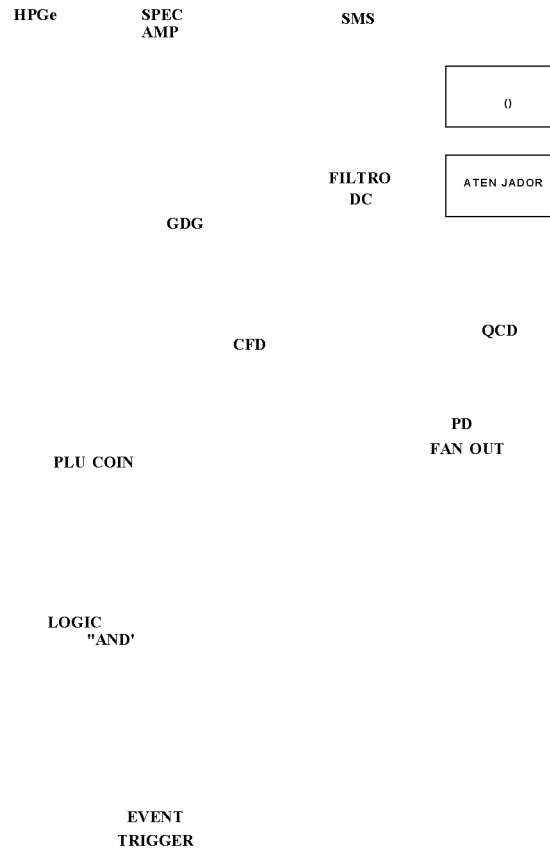 HPGe
SPEC
AMP
SMS
()
FILTRO
DC
ATEN JADOR
GDG
CFD
QCD
PD
FAN OUT
PLU COIN
LOGIC
"AND'
EVENT
TRIGGER